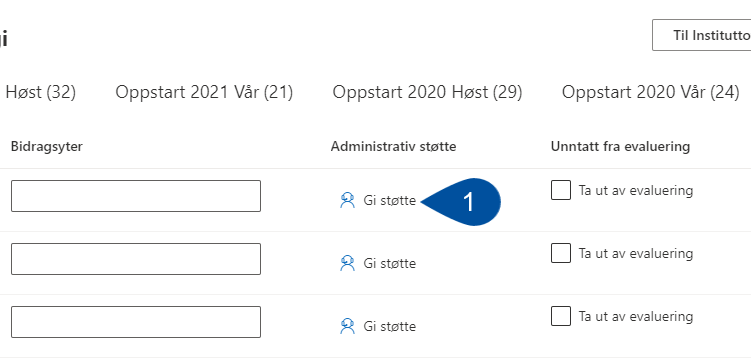 gi
Til Institutto
Høst (32) Oppstart 2021 Vår (21) Oppstart 2020 Høst (29) Oppstart 2020 Vår (24)
Bidragsyter Administrativ støtte Unntatt fra evaluering
Gi støtte 1 Ta ut av evaluering
Gi støtte Ta ut av evaluering
Gi støtte Ta ut av evaluering